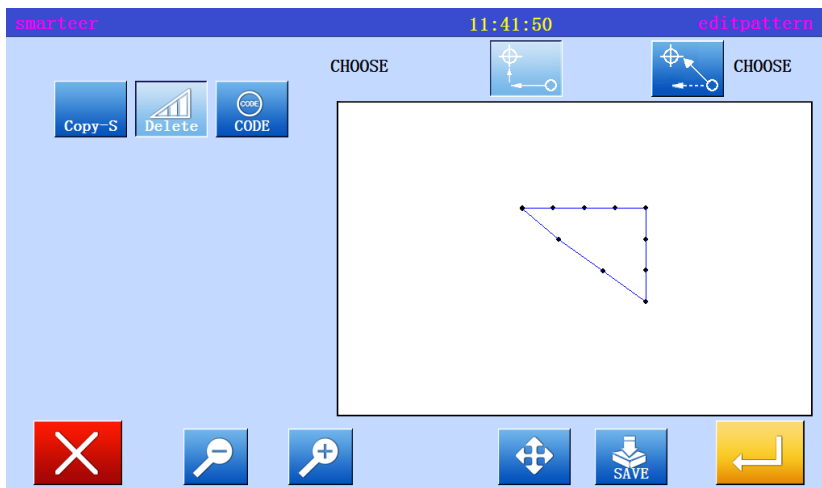 smarteer 11:41:50 editpattern
CHOOSE CHOOSE
Copy-S Delete CODE CODE
SAVE